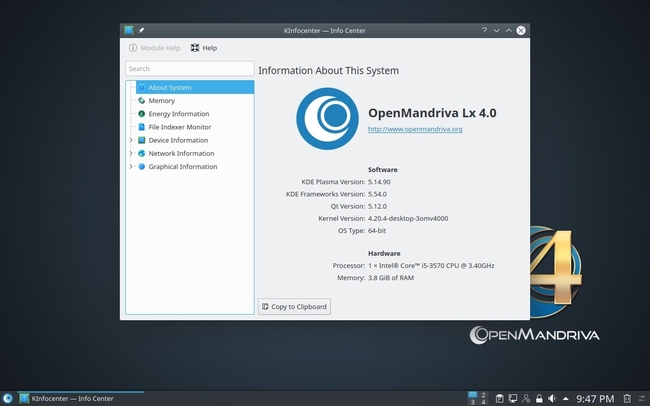 KInfocenter — Info Center
Module Help Help
Search
Information About This System
About System
Memory
Energy Information
File Indexer Monitor
Device Information
Network Information
Graphical Information
OpenMandriva Lx 4.0
http://www.openmandriva.org
Software
KDE Plasma Version: 5.14.90
KDE Frameworks Version: 5.54.0
Qt Version: 5.12.0
Kernel Version: 4.20.4-desktop-3omv4000
OS Type: 64-bit
Hardware
Processor: 1 × Intel® Core™ i5-3570 CPU @ 3.40GHz
Memory: 3.8 GiB of RAM
Copy to Clipboard
4
OPENMANDRIVA
KInfocenter — Info Center
2
3 4
9:47 PM